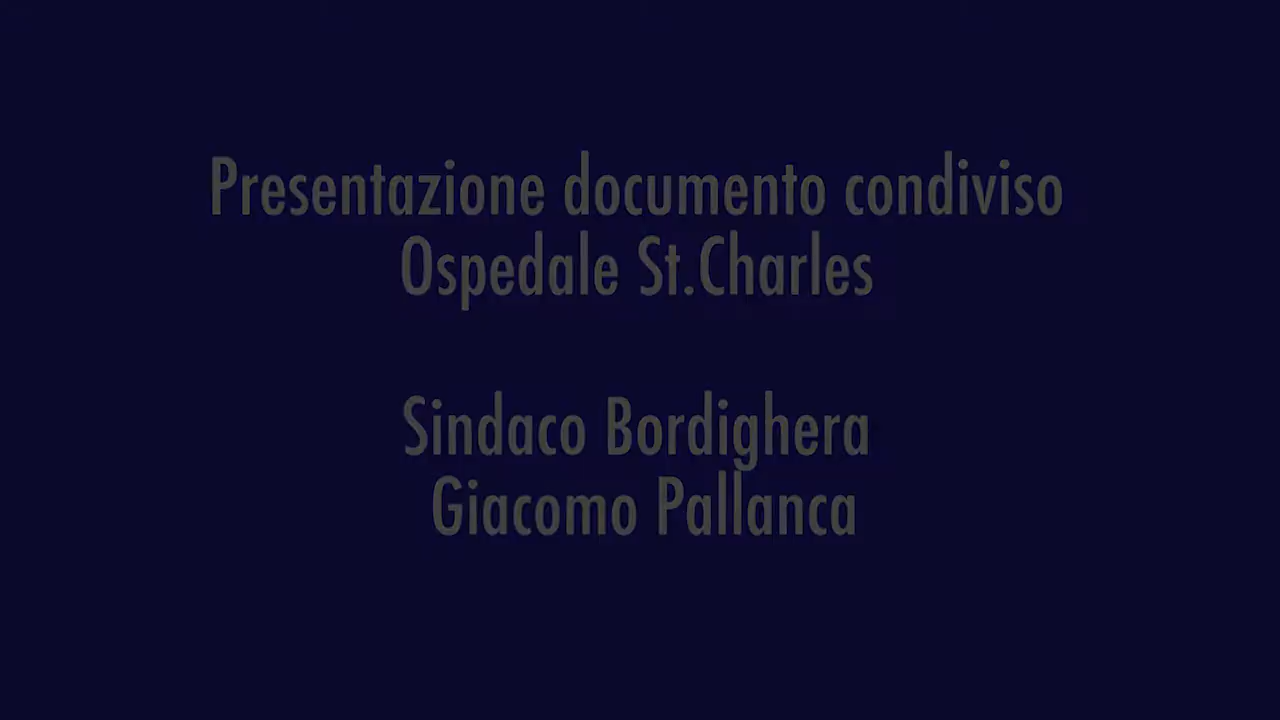 Presentazione documento condiviso
Ospedale St.Charles
Sindaco Bordighera
Giacomo Pallanca